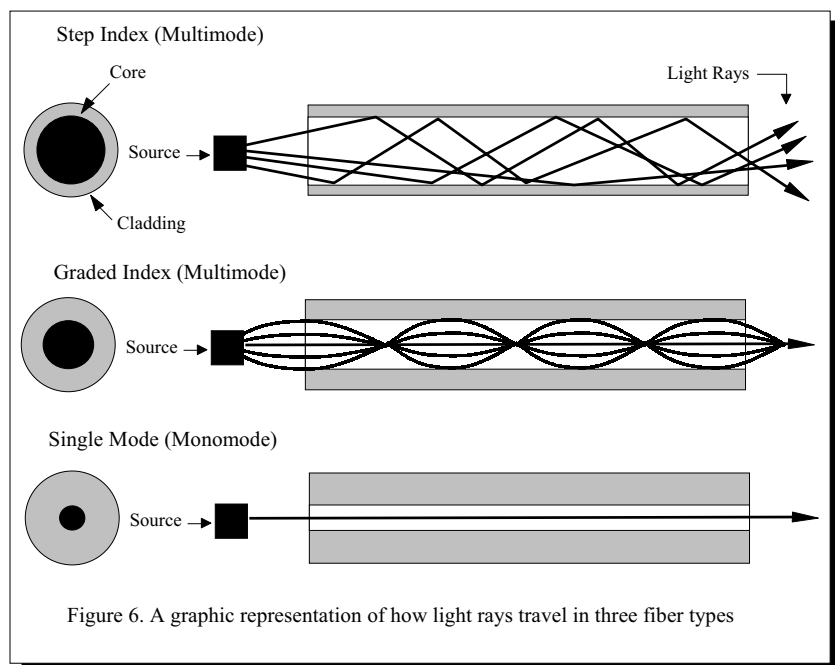 Step Index (Multimode)
Core
Light Rays
Source
Cladding
Graded Index (Multimode)
Source
Single Mode (Monomode)
Source
Figure 6. A graphic representation of how light rays travel in three fiber types